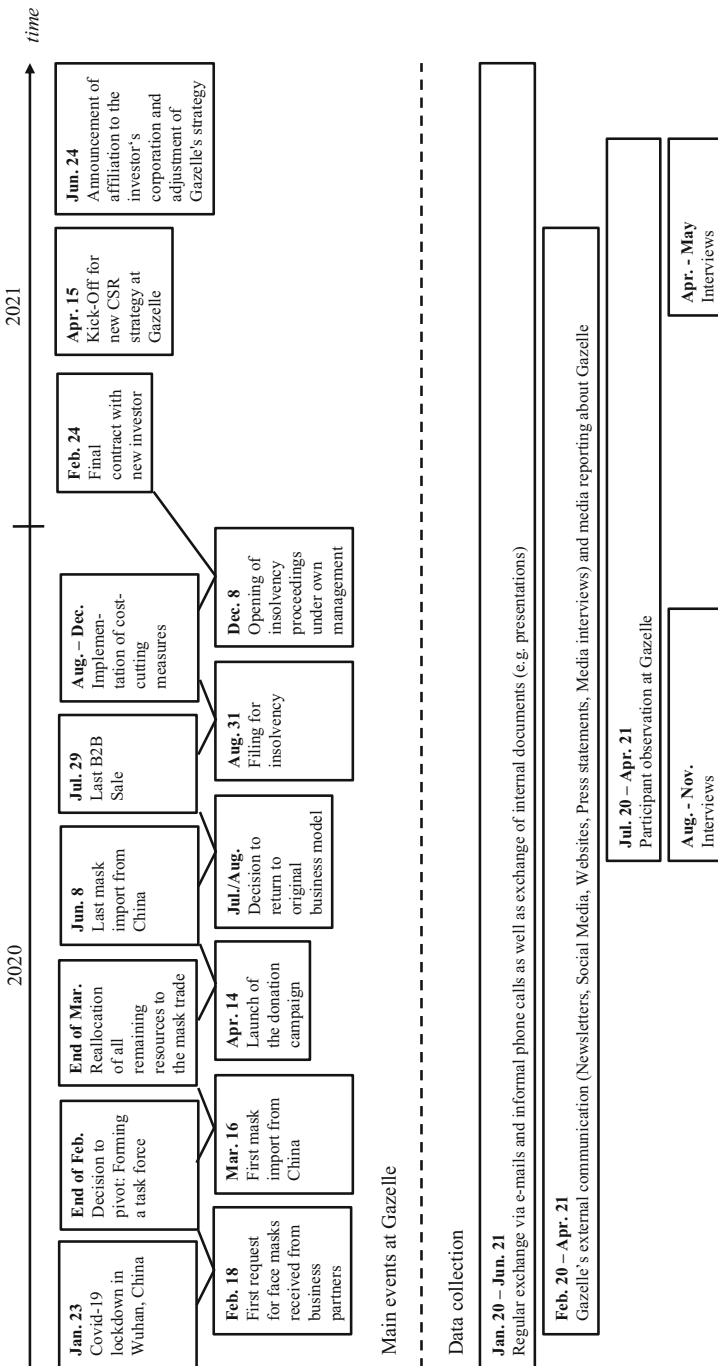 2020
2021
time
Jan. 23
Covid-19
lockdown in
Wuhan, China
Feb. 18
First request
for face masks
received from
business
partners
End of Feb.
Decision to
pivot: Forming
a task force
Mar. 16
First mask
import from
China
End of Mar.
Reallocation
of all
remaining
resources to
the mask trade
Apr. 14
Launch of
the donation
campaign
Jun. 8
Last mask
import from
China
Jul./Aug.
Decision to
return to
original
business model
Jul. 29
Last B2B
Sale
Aug. 31
Filing for
insolvency
Aug. – Dec.
Implemen-
tation of cost-
cutting
measures
Dec. 8
Opening of
insolvency
proceedings
under own
management
Feb. 24
Final
contract with
new investor
Apr. 15
Kick-Off for
new CSR
strategy at
Gazelle
Jun. 24
Announcement of
affiliation to the
investor's
corporation and
adjustment of
Gazelle's strategy
Main events at Gazelle
Data collection
Jan. 20 – Jun. 21
Regular exchange via e-mails and informal phone calls as well as exchange of internal documents (e.g. presentations)
Feb. 20 – Apr. 21
Gazelle's external communication (Newsletters, Social Media, Websites, Press statements, Media interviews) and media reporting about Gazelle
Jul. 20 – Apr. 21
Participant observation at Gazelle
Aug. - Nov.
Interviews
Apr. - May
Interviews